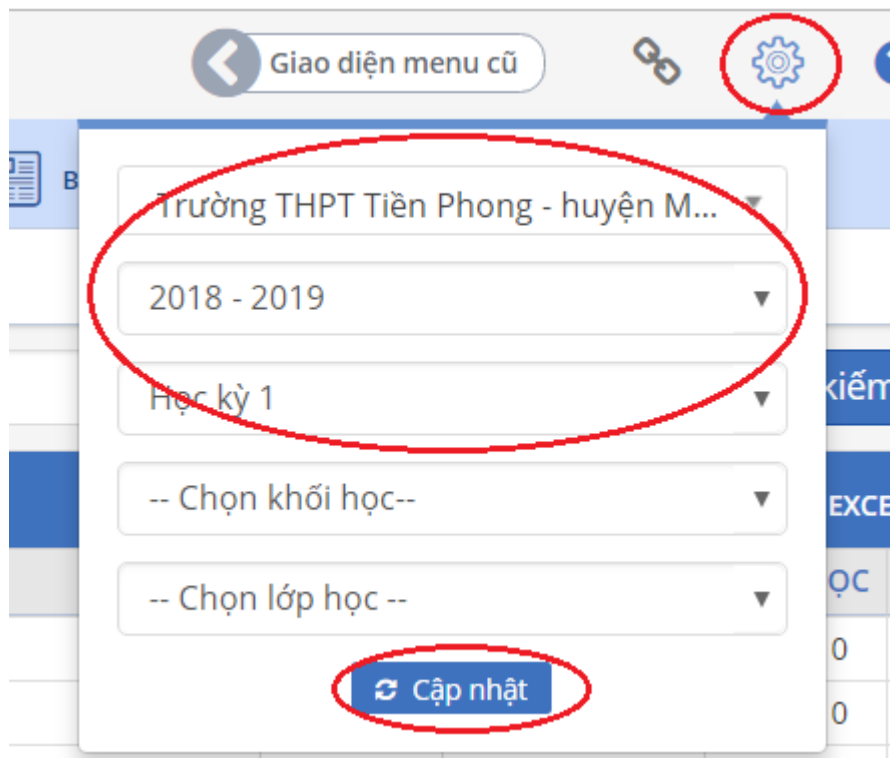 Giao diện menu cũ
B
Trường THPT Tiền Phong - huyện M...
2018 - 2019
Học kỳ 1
kiếm
-- Chọn khối học--
EXCE
-- Chọn lớp học --
ỌC
0
Cập nhật
0